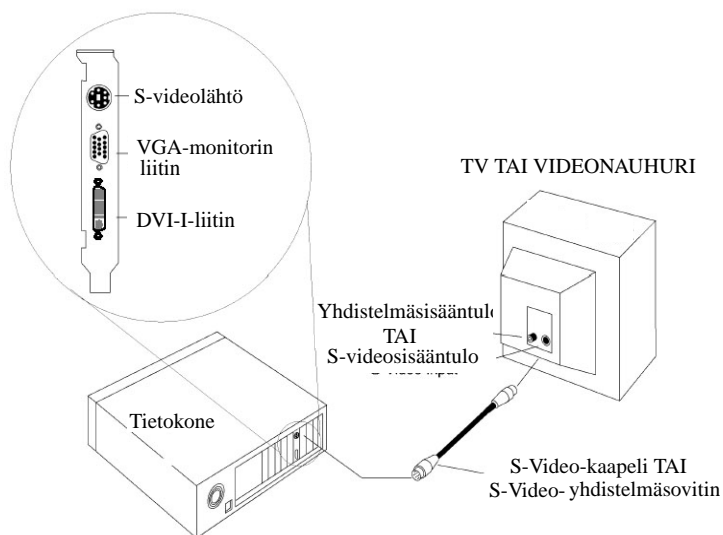 S-videolähtö
VGA-monitorin
liitin
DVI-I-liitin
TV TAI VIDEONAUHURI
Yhdistelmäsisääntulo
TAI
S-videosisääntulo
Tietokone
S-Video-kaapeli TAI
S-Video- yhdistelmäsovitin